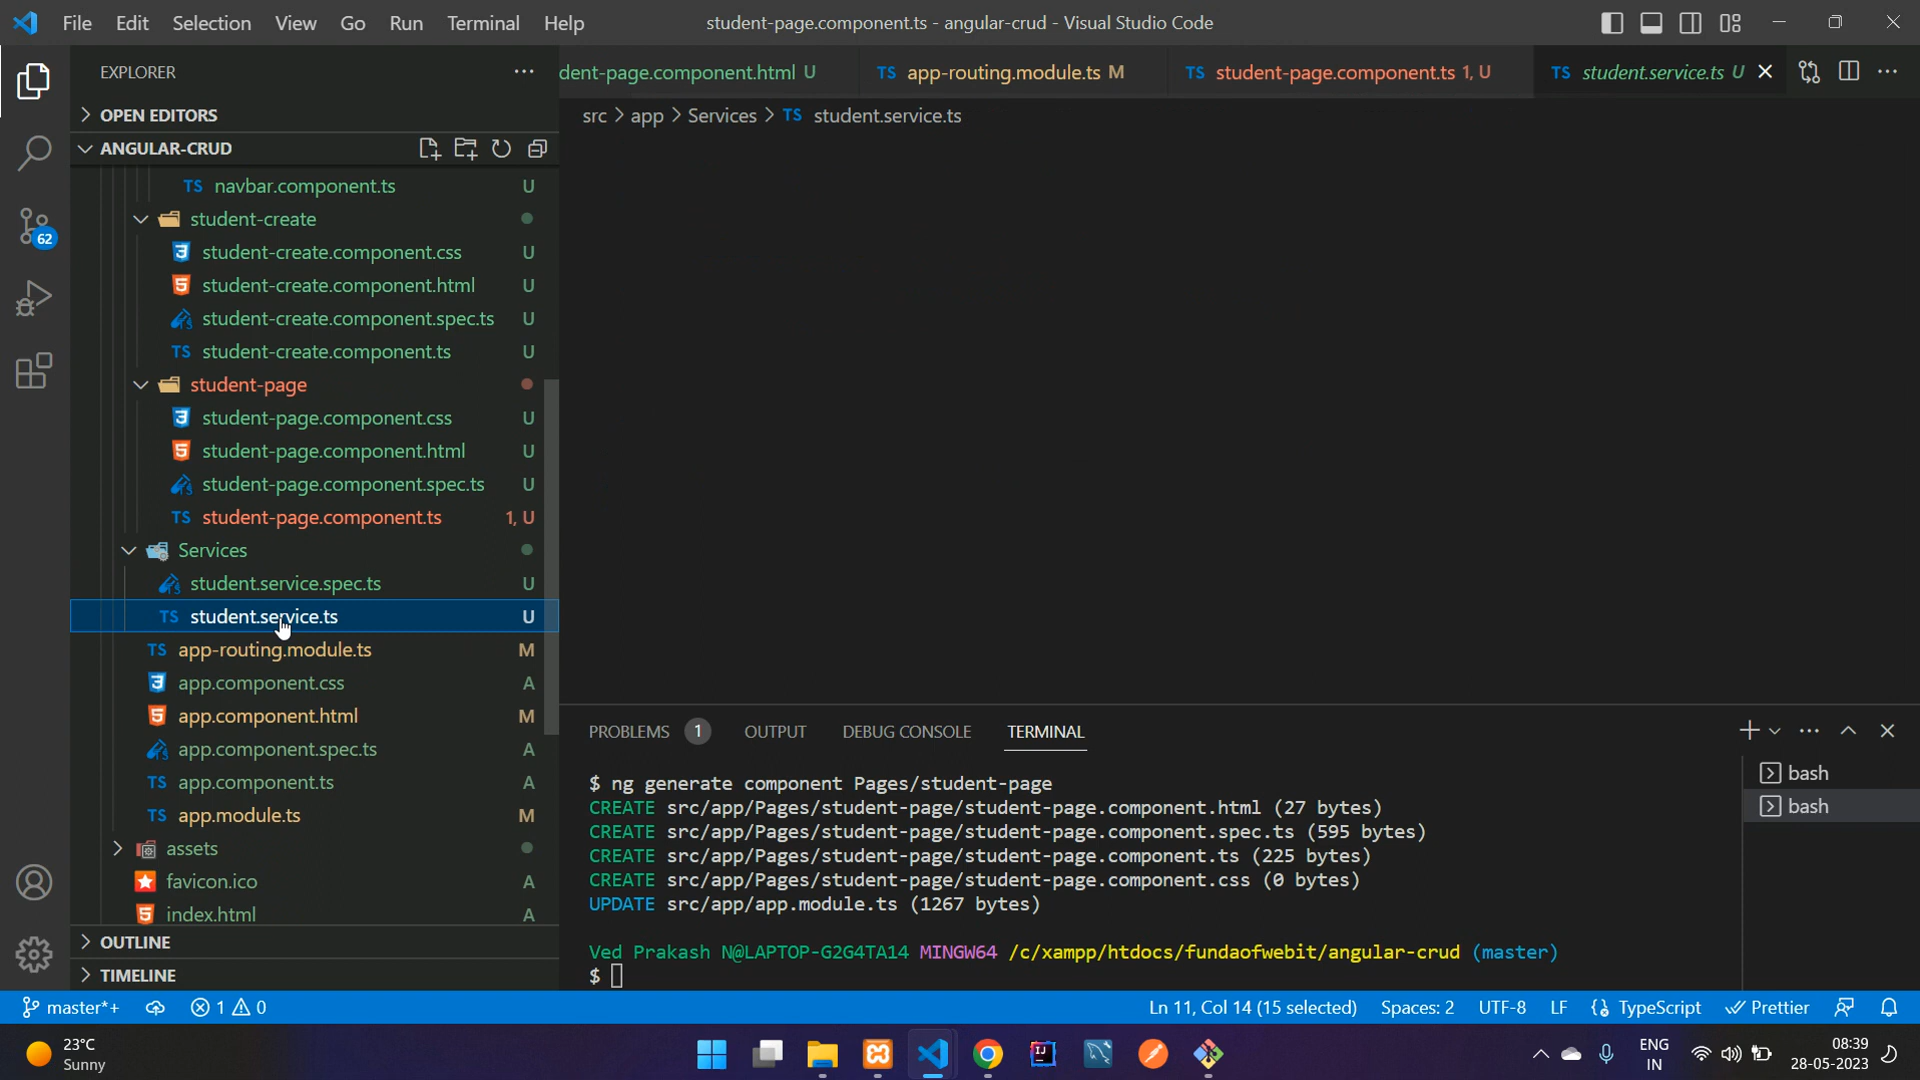 File Edit Selection View Go Run Terminal Help
student-page.component.ts - angular-crud - Visual Studio Code
EXPLORER
OPEN EDITORS
ANGULAR-CRUD
TS navbar.component.ts U
student-create
student-create.component.css U
student-create.component.html U
student-create.component.spec.ts U
TS student-create.component.ts U
student-page
student-page.component.css U
student-page.component.html U
student-page.component.spec.ts U
TS student-page.component.ts 1, U
Services
student.service.spec.ts U
TS student.service.ts U
TS app-routing.module.ts M
app.component.css A
app.component.html M
app.component.spec.ts A
TS app.component.ts A
TS app.module.ts M
assets
favicon.ico A
index.html A
OUTLINE
TIMELINE
62
dent-page.component.html U
TS app-routing.module.ts M
TS student-page.component.ts 1, U
TS student.service.ts U
src > app > Services > TS student.service.ts
PROBLEMS 1 OUTPUT DEBUG CONSOLE TERMINAL
$ ng generate component Pages/student-page
CREATE src/app/Pages/student-page/student-page.component.html (27 bytes)
CREATE src/app/Pages/student-page/student-page.component.spec.ts (595 bytes)
CREATE src/app/Pages/student-page/student-page.component.ts (225 bytes)
CREATE src/app/Pages/student-page/student-page.component.css (0 bytes)
UPDATE src/app/app.module.ts (1267 bytes)
Ved Prakash N@LAPTOP-G2G4TA14 MINGW64 /c/xampp/htdocs/fundaofwebit/angular-crud (master)
$
bash
bash
master*+ 1 0 Ln 11, Col 14 (15 selected) Spaces: 2 UTF-8 LF {} TypeScript Prettier
23°C
Sunny
ENG
IN
08:39
28-05-2023